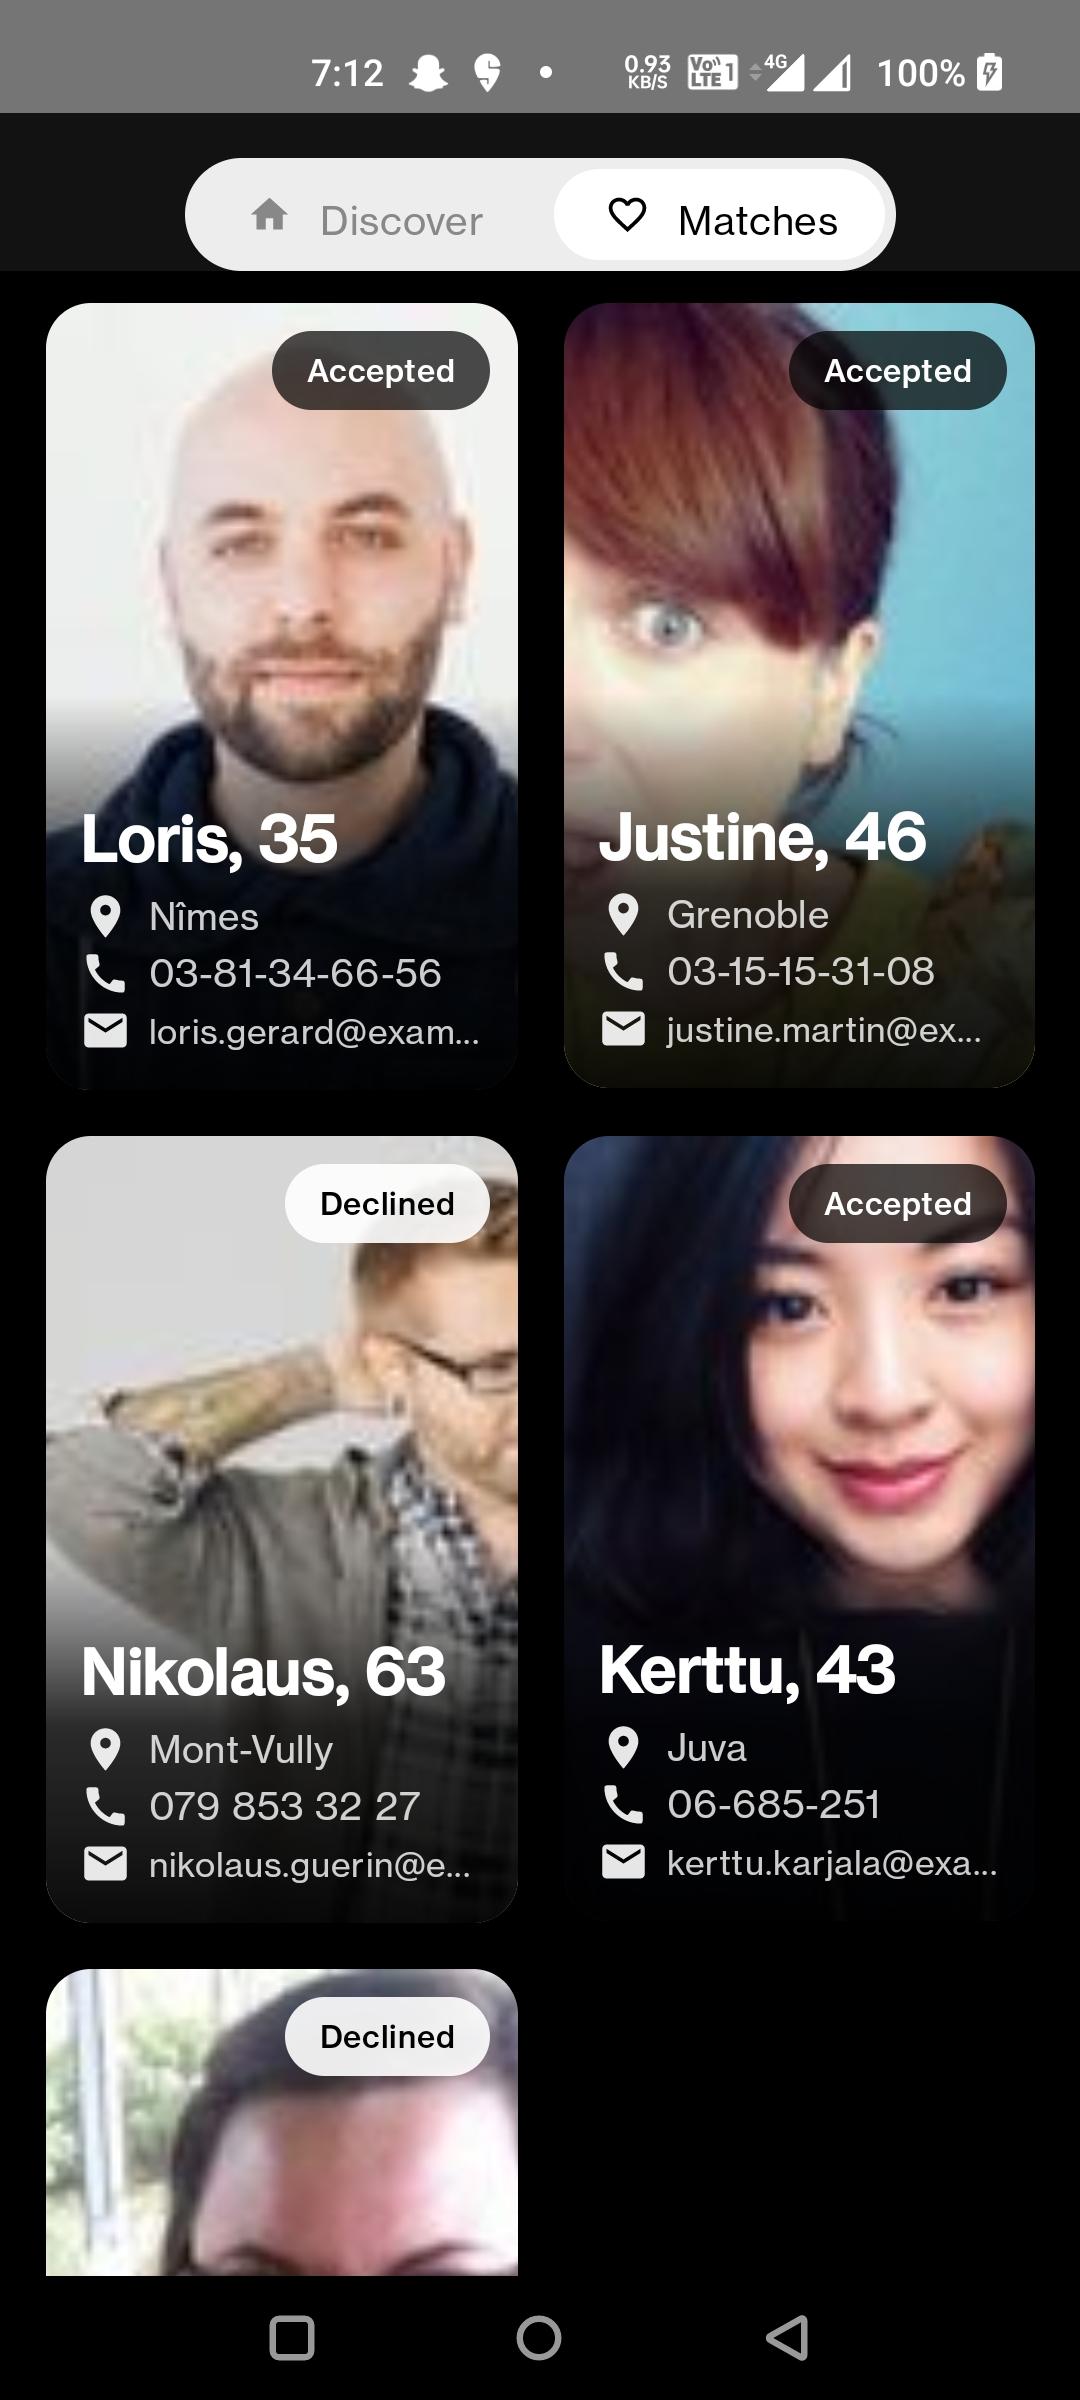 7:12
0.93 KB/S
Vo LTE 1
4G
100%
Discover
Matches
Accepted
Loris, 35
Nîmes
03-81-34-66-56
loris.gerard@exam...
Accepted
Justine, 46
Grenoble
03-15-15-31-08
justine.martin@ex...
Declined
Nikolaus, 63
Mont-Vully
079 853 32 27
nikolaus.guerin@e...
Accepted
Kerttu, 43
Juva
06-685-251
kerttu.karjala@exa...
Declined